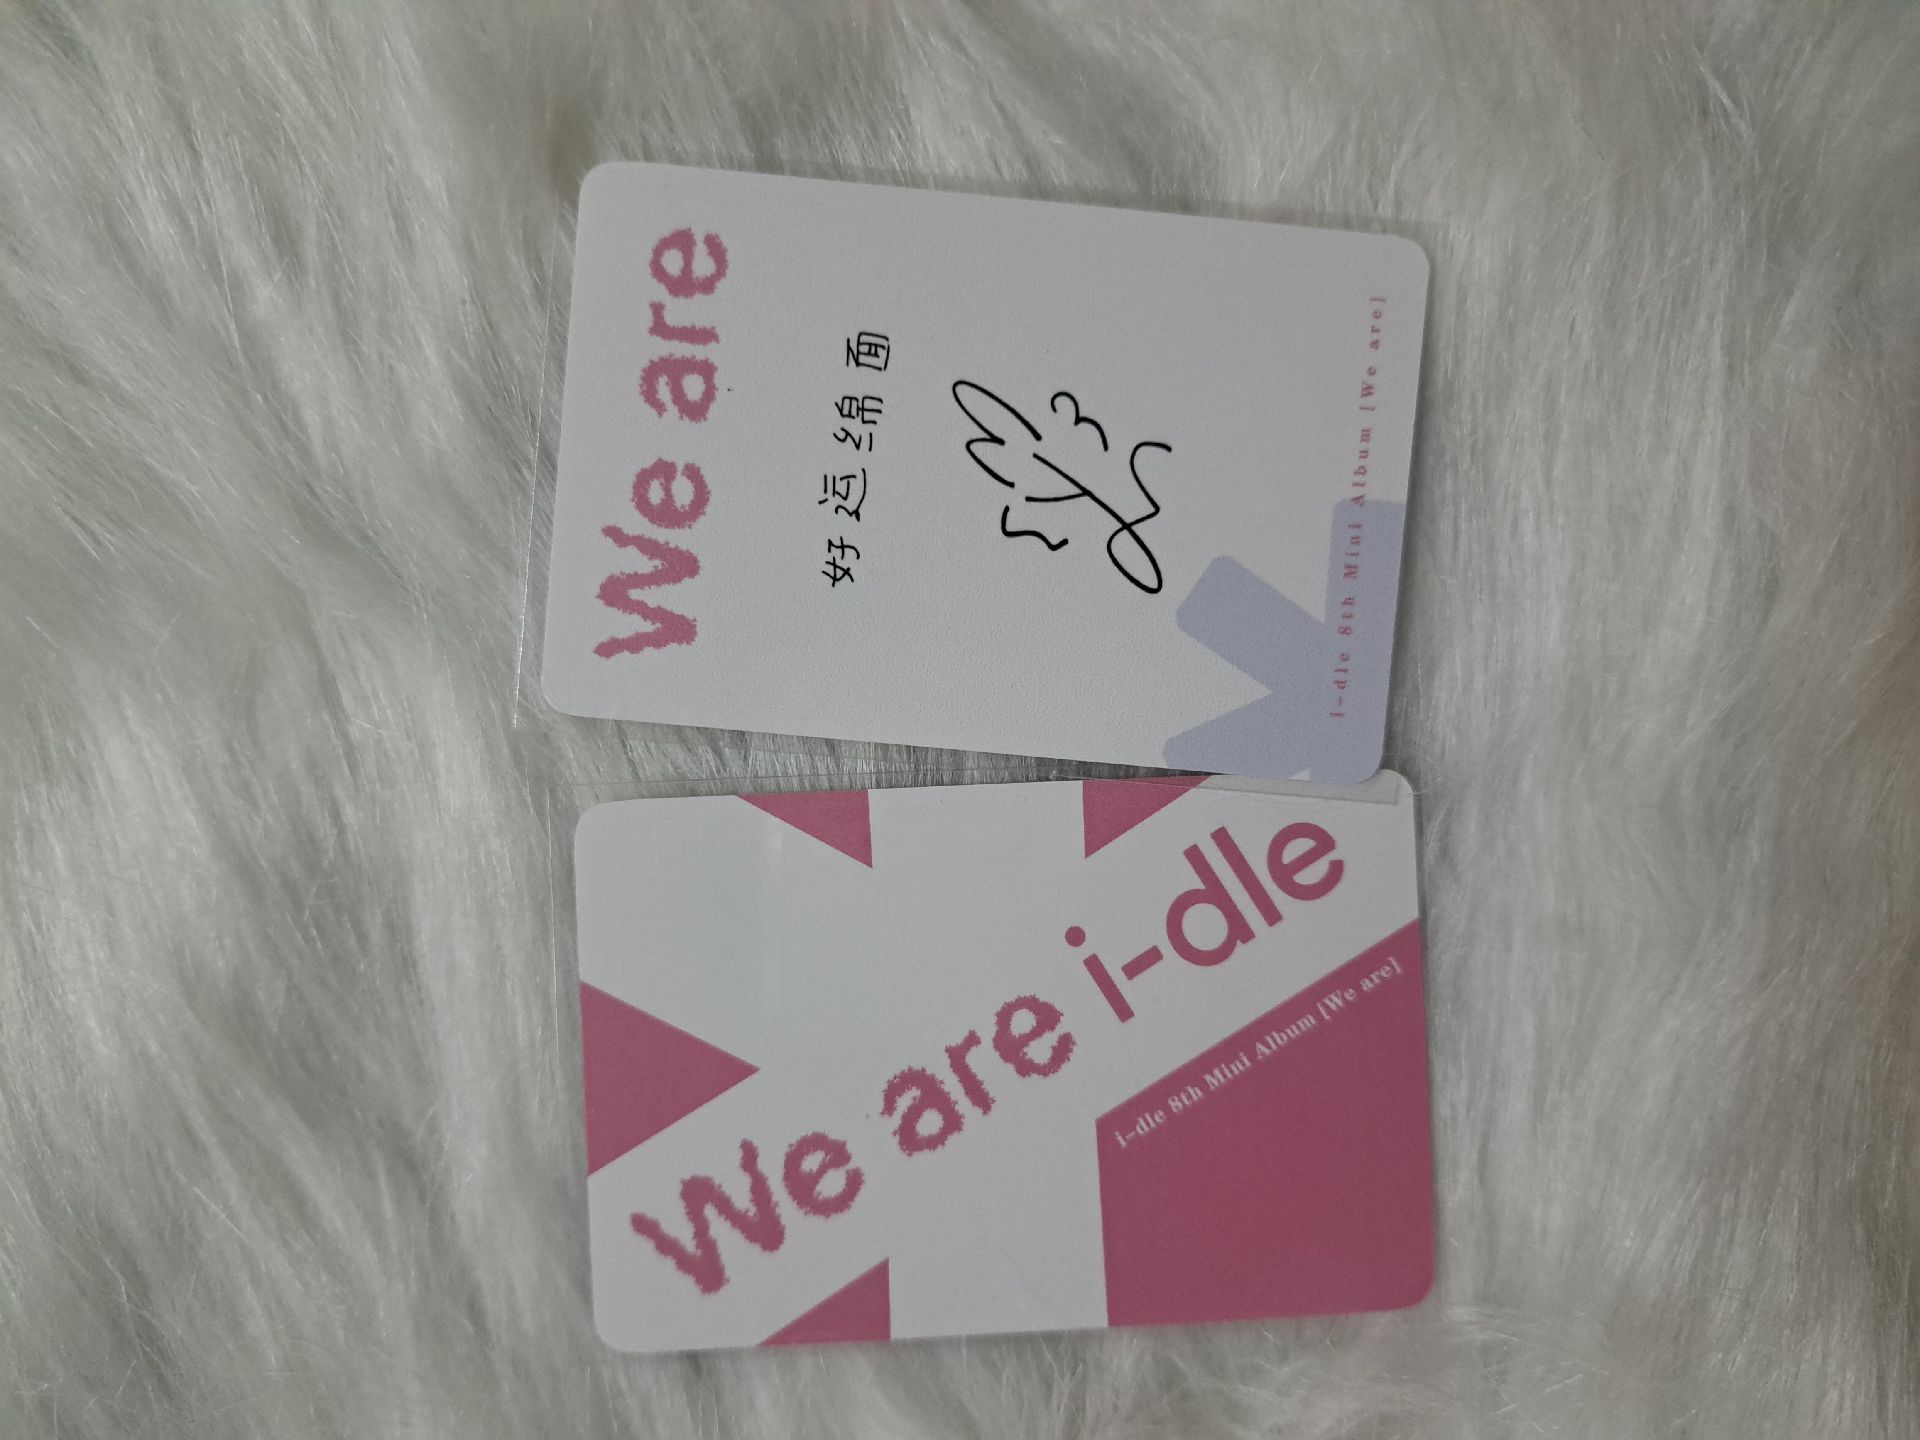 We are
好运绵面
i-dle 8th Mini Album [We are]
We are i-dle
i-dle 8th Mini Album [We are]